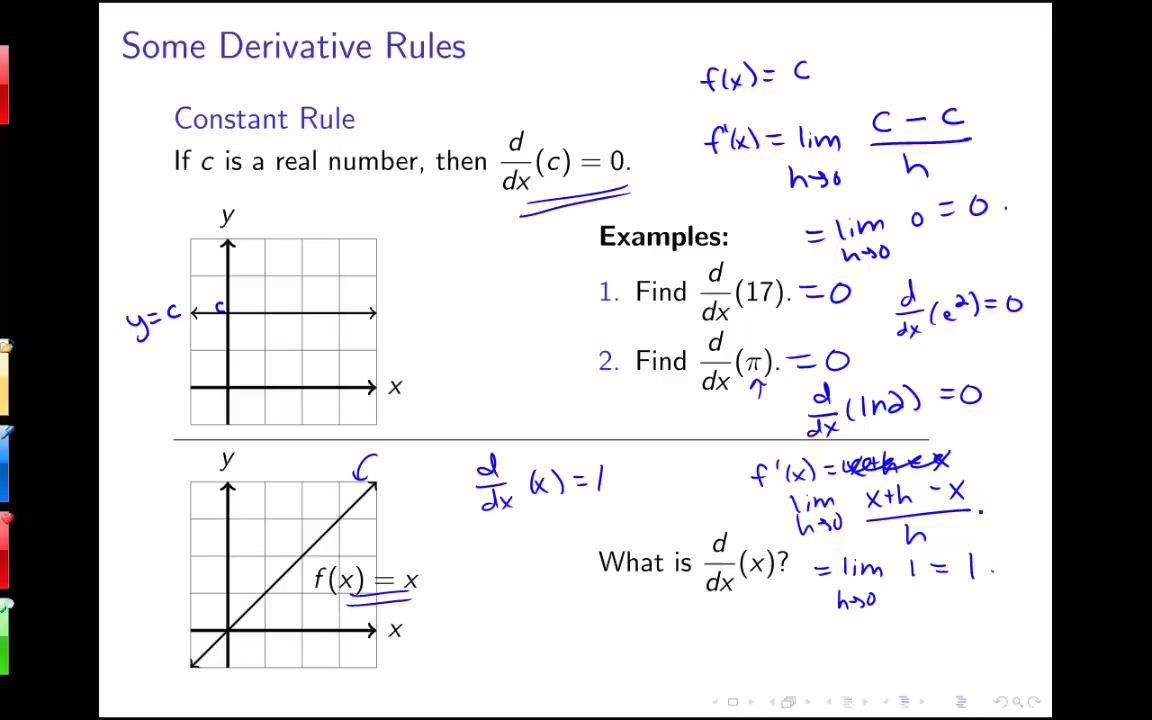 Some Derivative Rules
f(x) = c
Constant Rule
If c is a real number, then d/dx (c) = 0.
f'(x) = lim h→0 (c - c)/h
= lim h→0 0 = 0.
y
y=c
c
x
Examples:
1. Find d/dx (17). = 0
d/dx (e²) = 0
2. Find d/dx (π). = 0
↑
d/dx (ln2) = 0
y
f(x) = x
x
d/dx (x) = 1
f'(x) =
lim h→0 (x+h - x)/h .
What is d/dx (x)?
= lim h→0 1 = 1.